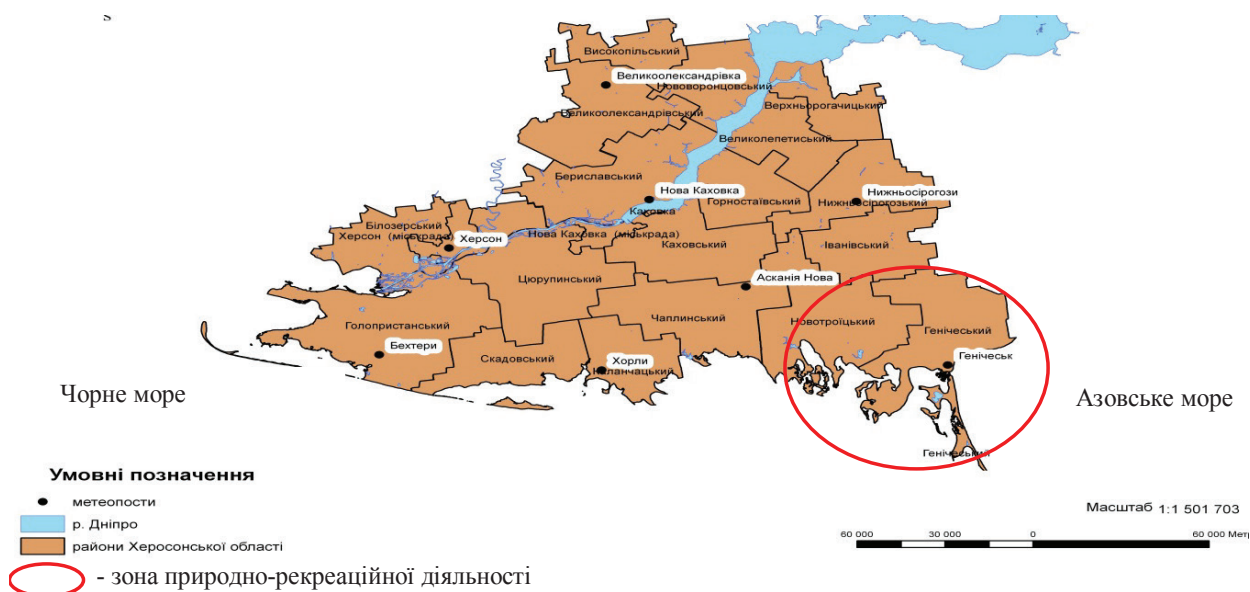 s
Високопільський
Великоолександрівка
Нововоронцовський
Верхньорогачицький
Великоолександрівський
Великолепетиський
Бериславський
Нова Каховка
Нижньосірогози
Каховка
Горностаївський
Нижньосірогозький
Білозерський
Херсон (міськрада)
Херсон
Нова Каховка (міськрада)
Каховський
Іванівський
Цюрупинський
Асканія Нова
Чаплинський
Новотроїцький
Голопристанський
Генічеський
Бехтери
Скадовський
Хорли
Каланчацький
Генічеськ
Чорне море
Азовське море
Генічеський
Умовні позначення
метеопости
р. Дніпро
райони Херосонської області
- зона природно-рекреаційної діяльності
Масштаб 1:1 501 703
60 000 30 000 0 60 000 Метр